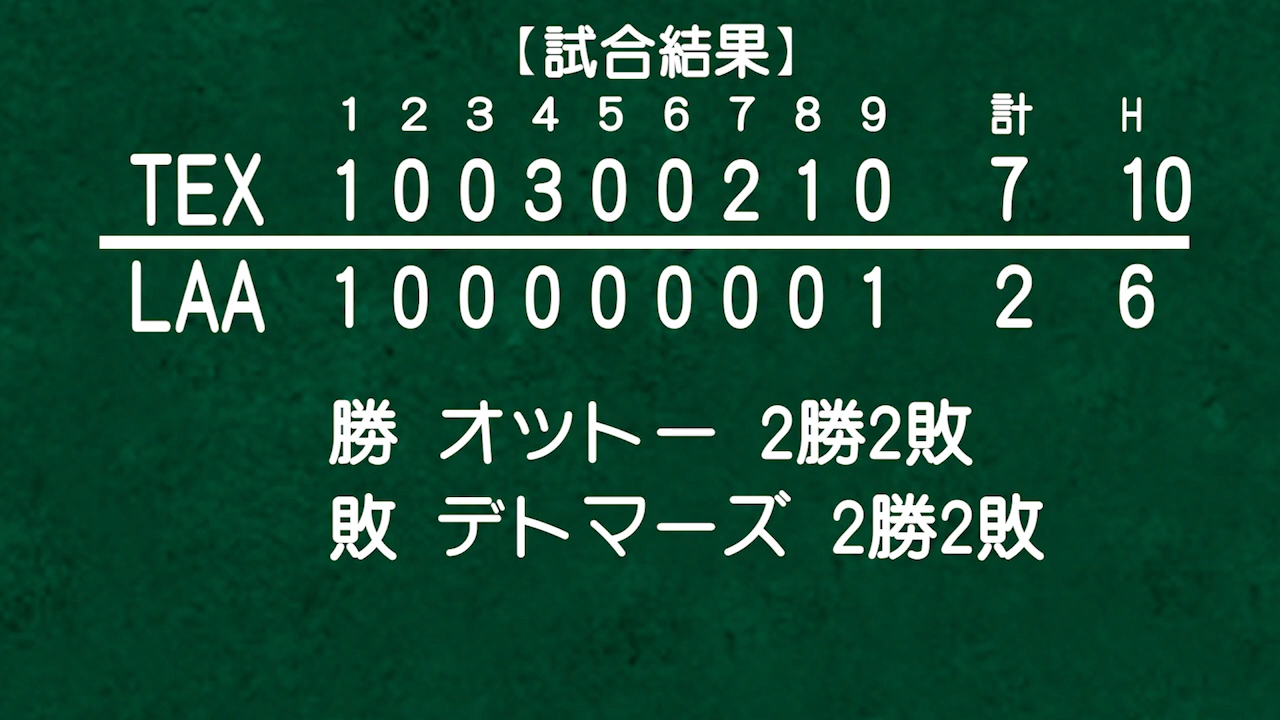 【試合結果】
1 2 3 4 5 6 7 8 9 計 H
TEX 1 0 0 3 0 0 2 1 0 7 10
LAA 1 0 0 0 0 0 0 0 1 2 6
勝 オットー 2勝2敗
敗 デトマーズ 2勝2敗